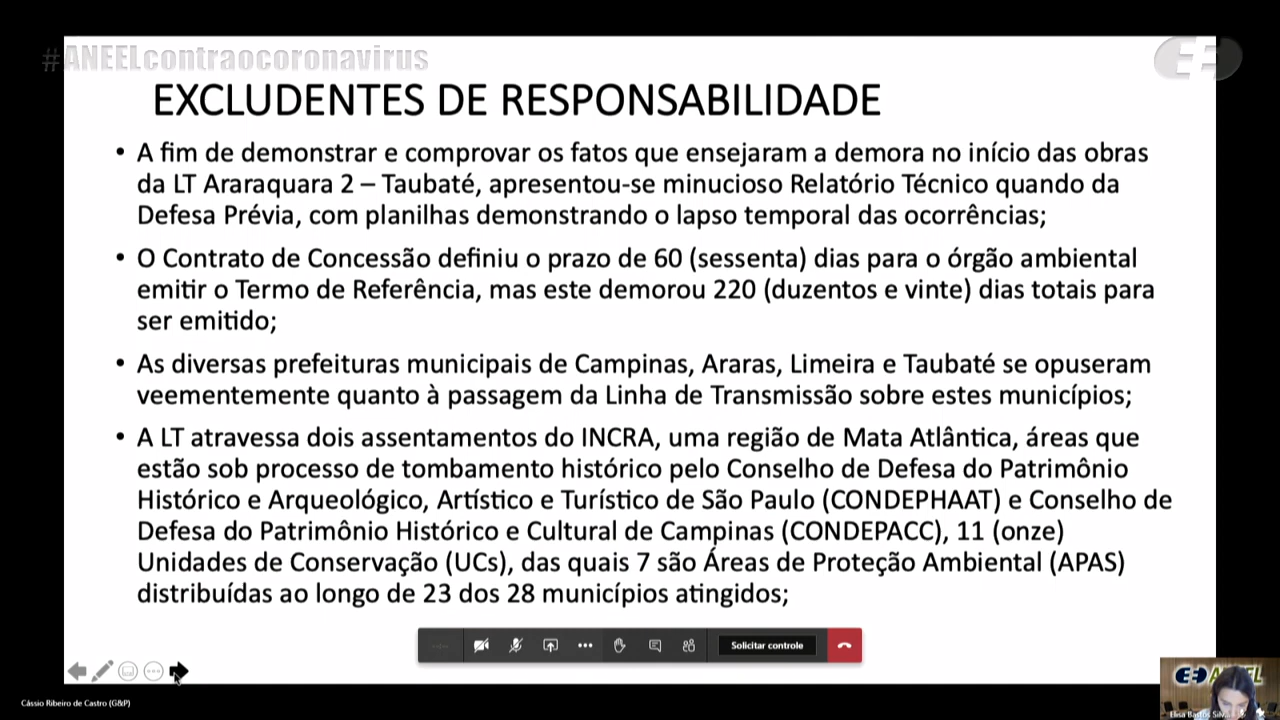 #ANEELcontraocoronavirus
EXCLUDENTES DE RESPONSABILIDADE
• A fim de demonstrar e comprovar os fatos que ensejaram a demora no início das obras
da LT Araraquara 2 – Taubaté, apresentou-se minucioso Relatório Técnico quando da
Defesa Prévia, com planilhas demonstrando o lapso temporal das ocorrências;
• O Contrato de Concessão definiu o prazo de 60 (sessenta) dias para o órgão ambiental
emitir o Termo de Referência, mas este demorou 220 (duzentos e vinte) dias totais para
ser emitido;
• As diversas prefeituras municipais de Campinas, Araras, Limeira e Taubaté se opuseram
veementemente quanto à passagem da Linha de Transmissão sobre estes municípios;
• A LT atravessa dois assentamentos do INCRA, uma região de Mata Atlântica, áreas que
estão sob processo de tombamento histórico pelo Conselho de Defesa do Patrimônio
Histórico e Arqueológico, Artístico e Turístico de São Paulo (CONDEPHAAT) e Conselho de
Defesa do Patrimônio Histórico e Cultural de Campinas (CONDEPACC), 11 (onze)
Unidades de Conservação (UCs), das quais 7 são Áreas de Proteção Ambiental (APAS)
distribuídas ao longo de 23 dos 28 municípios atingidos;
Solicitar controle
Cássio Ribeiro de Castro (G&P)
ANEEL
Elisa Bastos Silva